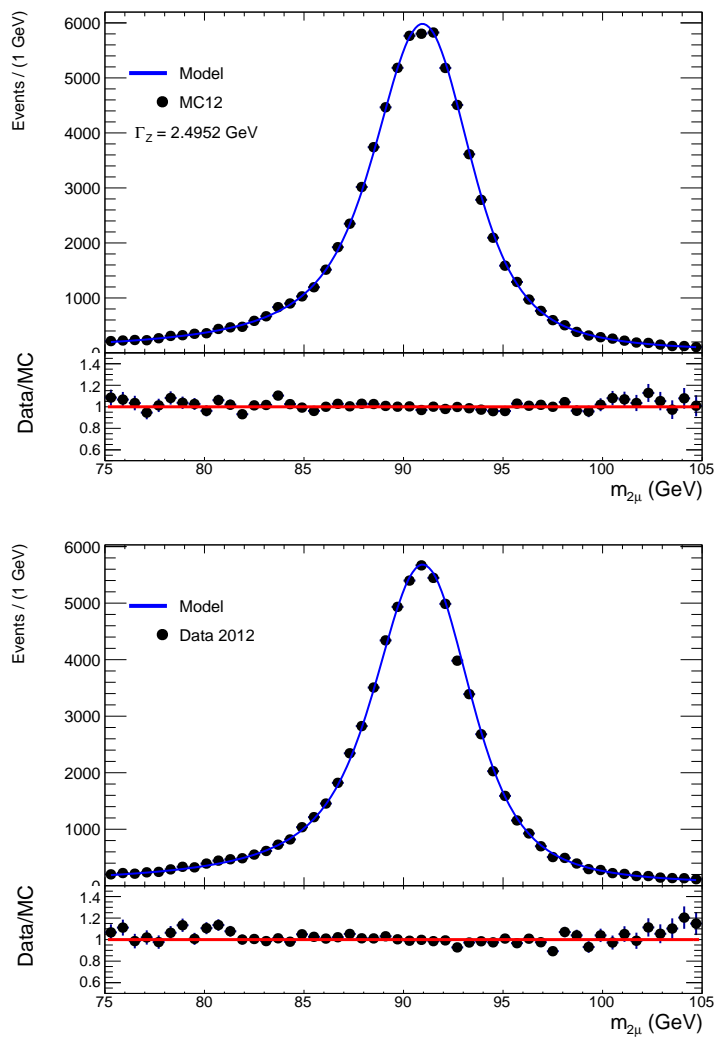 Events / (1 GeV)
6000
5000
4000
3000
2000
1000
0
Model
MC12
Γ_Z = 2.4952 GeV
Data/MC
1.4
1.2
1
0.8
0.6
75 80 85 90 95 100 105
m_2μ (GeV)
Events / (1 GeV)
6000
5000
4000
3000
2000
1000
0
Model
Data 2012
Data/MC
1.4
1.2
1
0.8
0.6
75 80 85 90 95 100 105
m_2μ (GeV)